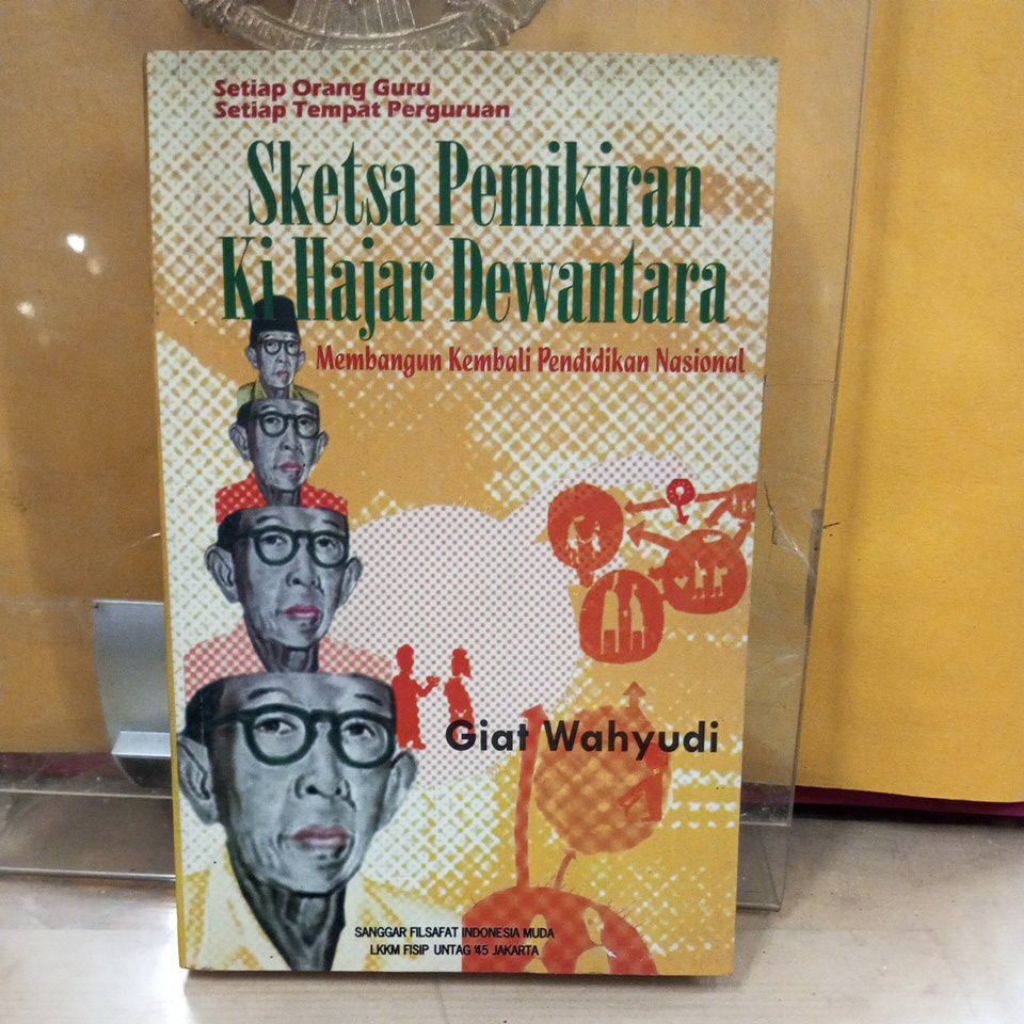 Setiap Orang Guru
Setiap Tempat Perguruan
Sketsa Pemikiran
Ki Hajar Dewantara
Membangun Kembali Pendidikan Nasional
Giat Wahyudi
SANGGAR FILSAFAT INDONESIA MUDA
LKKM FISIP UNTAG '45 JAKARTA